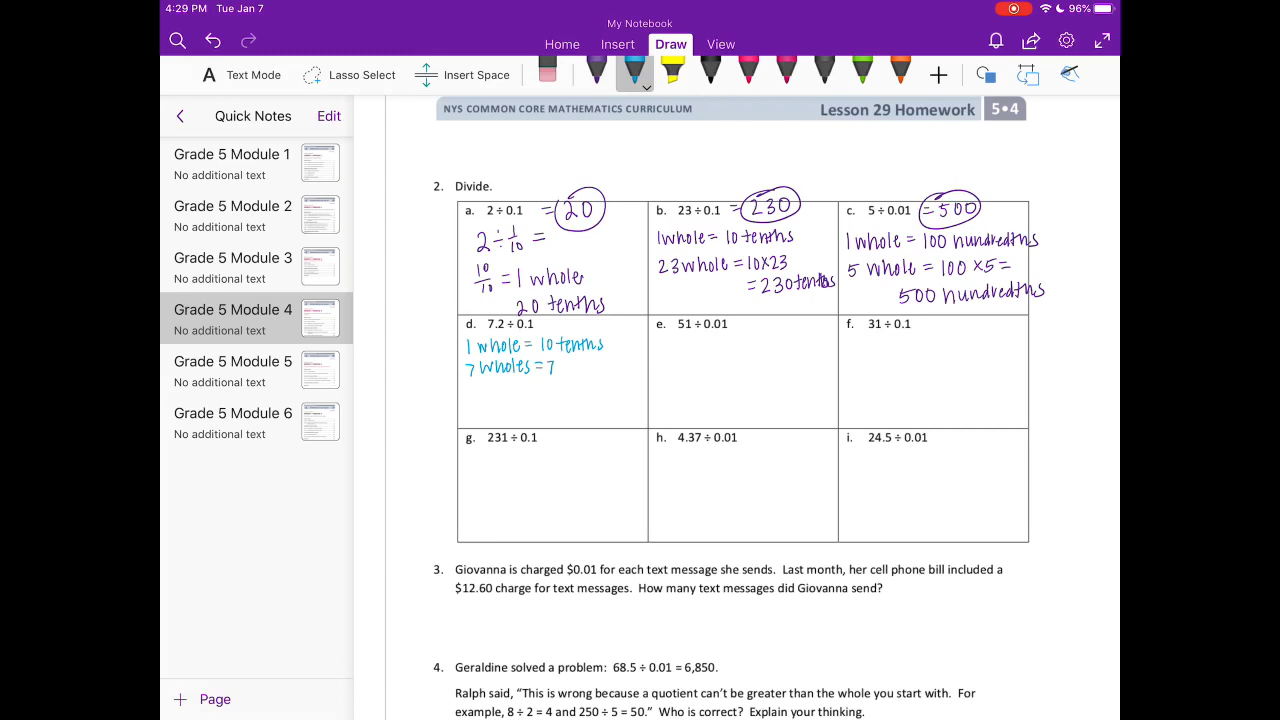 4:29 PM Tue Jan 7
96%
My Notebook
Home Insert Draw View
A Text Mode Lasso Select Insert Space
Quick Notes Edit
Grade 5 Module 1
No additional text
Grade 5 Module 2
No additional text
Grade 5 Module 3
No additional text
Grade 5 Module 4
No additional text
Grade 5 Module 5
No additional text
Grade 5 Module 6
No additional text
+ Page
NYS COMMON CORE MATHEMATICS CURRICULUM Lesson 29 Homework 5•4
2. Divide.
2 ÷ 0.1 = 20
2 ÷ 1/10 =
10/10 = 1 whole
20 tenths
b. 23 ÷ 0.1 = 230
1 whole = 10 tenths
23 whole = 10 x 23
= 230 tenths
c. 5 ÷ 0.01 = 500
1 whole = 100 hundredths
5 whole = 100 x 5 =
500 hundredths
d. 7.2 ÷ 0.1
1 whole = 10 tenths
7 wholes = 7
e. 51 ÷ 0.01
f. 31 ÷ 0.1
g. 231 ÷ 0.1
h. 4.37 ÷ 0.01
i. 24.5 ÷ 0.01
3. Giovanna is charged $0.01 for each text message she sends. Last month, her cell phone bill included a
$12.60 charge for text messages. How many text messages did Giovanna send?
4. Geraldine solved a problem: 68.5 ÷ 0.01 = 6,850.
Ralph said, "This is wrong because a quotient can't be greater than the whole you start with. For
example, 8 ÷ 2 = 4 and 250 ÷ 5 = 50." Who is correct? Explain your thinking.